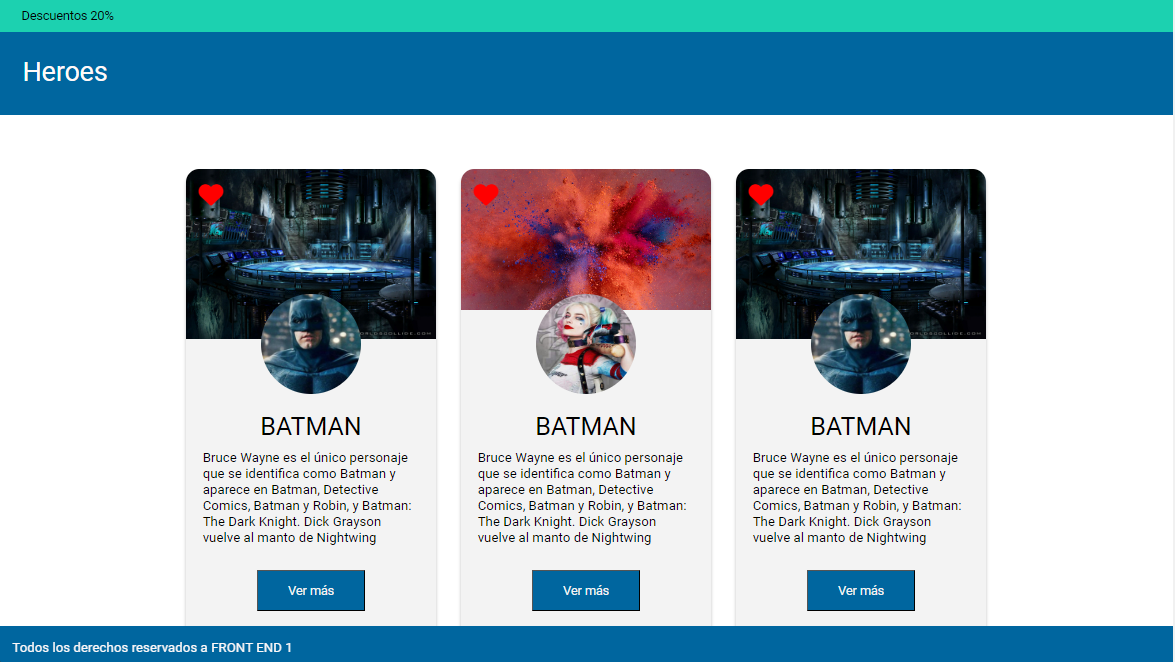 Descuentos 20%
Heroes
BATMAN
Bruce Wayne es el único personaje
que se identifica como Batman y
aparece en Batman, Detective
Comics, Batman y Robin, y Batman:
The Dark Knight. Dick Grayson
vuelve al manto de Nightwing
Ver más
BATMAN
Bruce Wayne es el único personaje
que se identifica como Batman y
aparece en Batman, Detective
Comics, Batman y Robin, y Batman:
The Dark Knight. Dick Grayson
vuelve al manto de Nightwing
Ver más
BATMAN
Bruce Wayne es el único personaje
que se identifica como Batman y
aparece en Batman, Detective
Comics, Batman y Robin, y Batman:
The Dark Knight. Dick Grayson
vuelve al manto de Nightwing
Ver más
Todos los derechos reservados a FRONT END 1